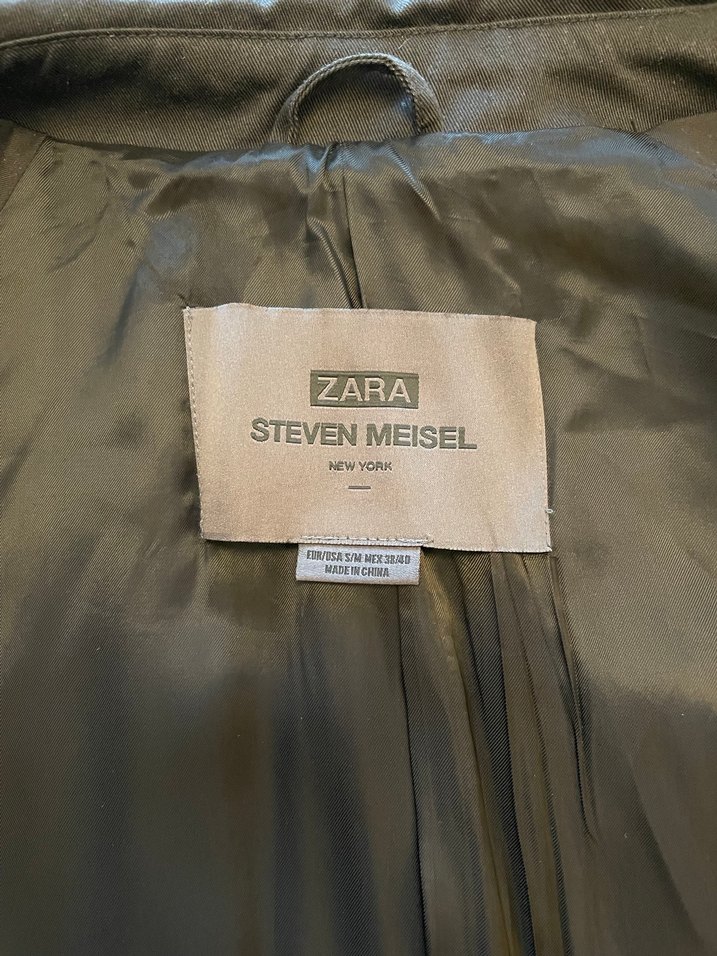 ZARA
STEVEN MEISEL
NEW YORK
EUR/USA S/M MEX 38/40
MADE IN CHINA